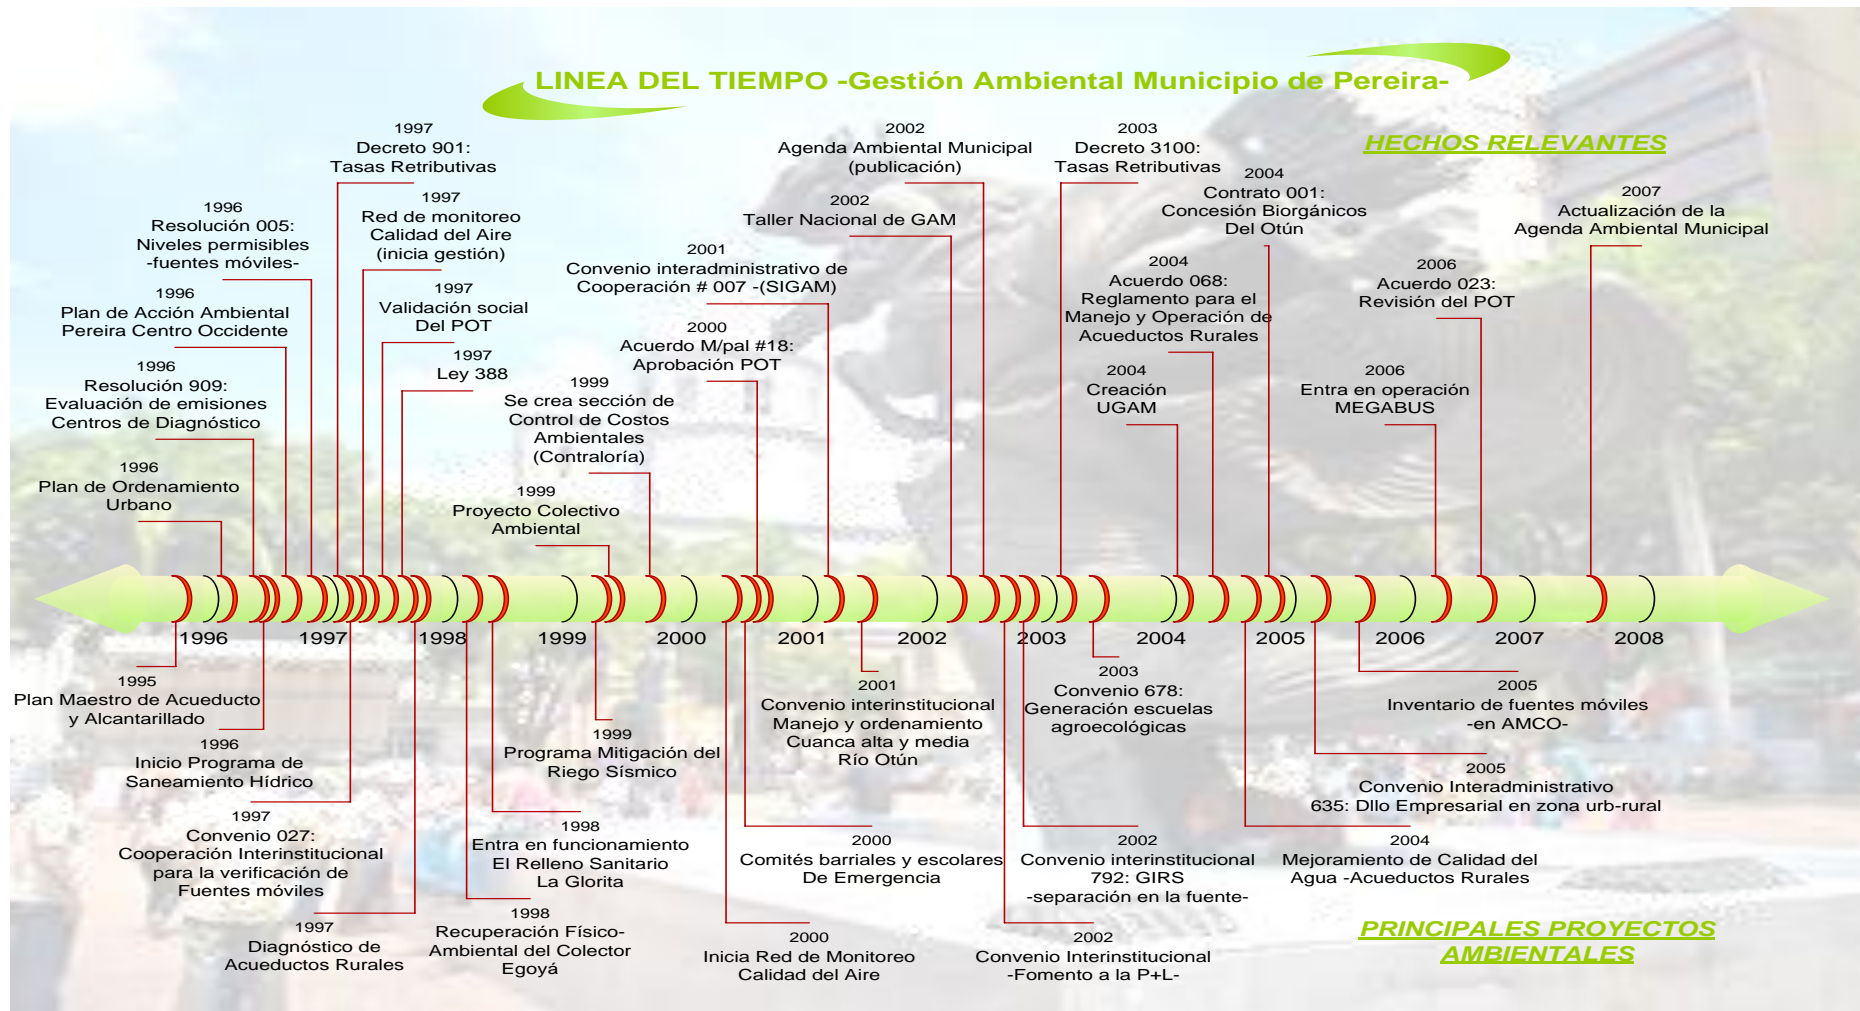 LINEA DEL TIEMPO -Gestión Ambiental Municipio de Pereira-
HECHOS RELEVANTES
1996
Plan de Ordenamiento
Urbano
1996
Resolución 909:
Evaluación de emisiones
Centros de Diagnóstico
1996
Plan de Acción Ambiental
Pereira Centro Occidente
1996
Resolución 005:
Niveles permisibles
-fuentes móviles-
1997
Decreto 901:
Tasas Retributivas
1997
Red de monitoreo
Calidad del Aire
(inicia gestión)
1997
Validación social
Del POT
1997
Ley 388
1999
Proyecto Colectivo
Ambiental
1999
Se crea sección de
Control de Costos
Ambientales
(Contraloría)
2000
Acuerdo M/pal #18:
Aprobación POT
2001
Convenio interadministrativo de
Cooperación # 007 -(SIGAM)
2002
Taller Nacional de GAM
2002
Agenda Ambiental Municipal
(publicación)
2003
Decreto 3100:
Tasas Retributivas
2004
Creación
UGAM
2004
Acuerdo 068:
Reglamento para el
Manejo y Operación de
Acueductos Rurales
2004
Contrato 001:
Concesión Biorgánicos
Del Otún
2006
Entra en operación
MEGABUS
2006
Acuerdo 023:
Revisión del POT
2007
Actualización de la
Agenda Ambiental Municipal
1996 1997 1998 1999 2000 2001 2002 2003 2004 2005 2006 2007 2008
1995
Plan Maestro de Acueducto
y Alcantarillado
1996
Inicio Programa de
Saneamiento Hídrico
1997
Convenio 027:
Cooperación Interinstitucional
para la verificación de
Fuentes móviles
1997
Diagnóstico de
Acueductos Rurales
1998
Recuperación Físico-
Ambiental del Colector
Egoyá
1998
Entra en funcionamiento
El Relleno Sanitario
La Glorita
1999
Programa Mitigación del
Riego Sísmico
2000
Inicia Red de Monitoreo
Calidad del Aire
2000
Comités barriales y escolares
De Emergencia
2001
Convenio interinstitucional
Manejo y ordenamiento
Cuanca alta y media
Río Otún
2002
Convenio Interinstitucional
-Fomento a la P+L-
2002
Convenio interinstitucional
792: GIRS
-separación en la fuente-
2003
Convenio 678:
Generación escuelas
agroecológicas
2004
Mejoramiento de Calidad del
Agua -Acueductos Rurales
2005
Convenio Interadministrativo
635: Dllo Empresarial en zona urb-rural
2005
Inventario de fuentes móviles
-en AMCO-
PRINCIPALES PROYECTOS
AMBIENTALES